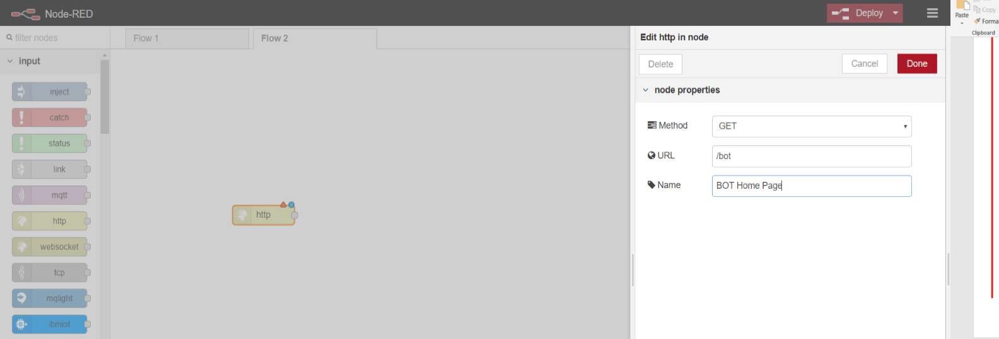 Node-RED
Deploy
filter nodes
Flow 1
Flow 2
input
inject
catch
status
link
mqtt
http
websocket
tcp
mqlight
ibmiot
http
Edit http in node
Delete
Cancel
Done
node properties
Method
GET
URL
/bot
Name
BOT Home Page
Paste
Copy
Forma
Clipboard